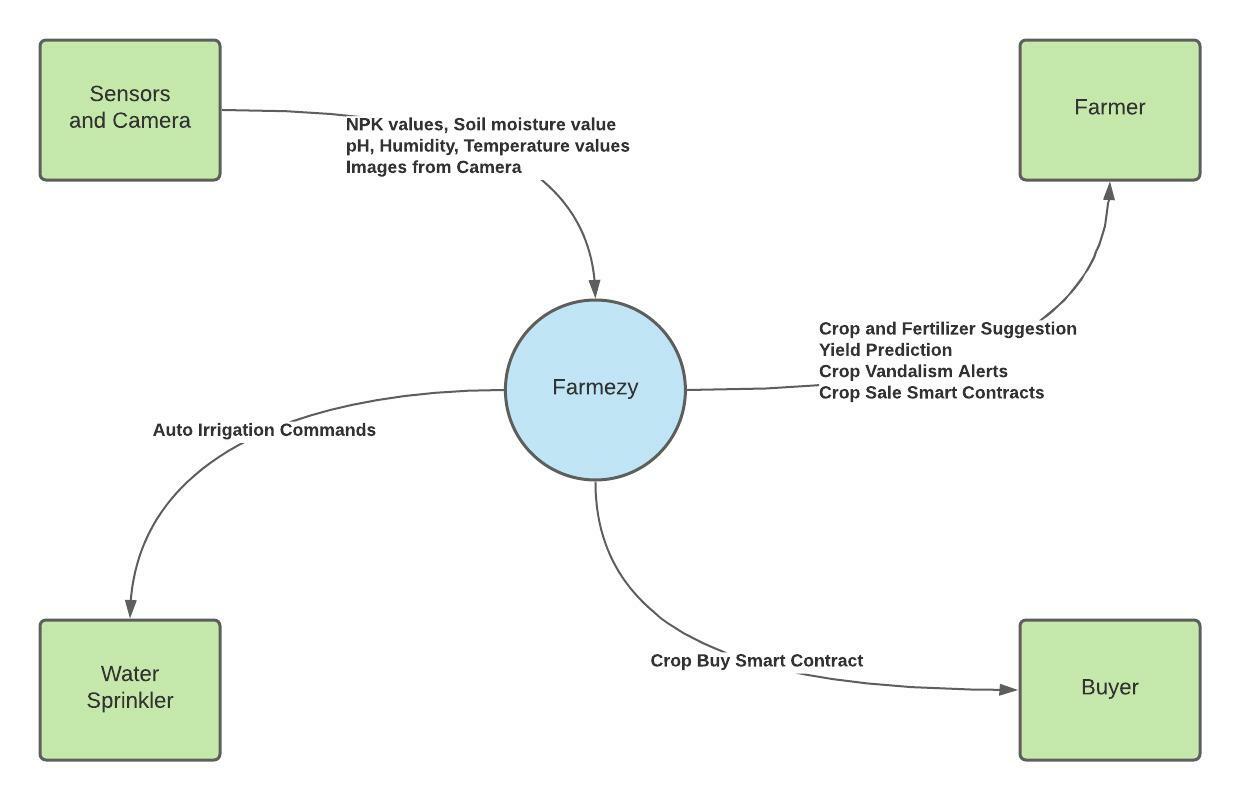 Sensors
and Camera
Farmer
NPK values, Soil moisture value
pH, Humidity, Temperature values
Images from Camera
Crop and Fertilizer Suggestion
Yield Prediction
Crop Vandalism Alerts
Crop Sale Smart Contracts
Farmezy
Auto Irrigation Commands
Crop Buy Smart Contract
Water
Sprinkler
Buyer